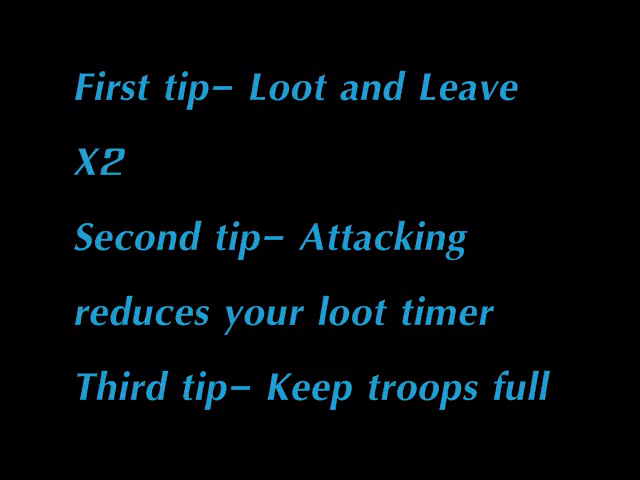 First tip- Loot and Leave
X2
Second tip- Attacking
reduces your loot timer
Third tip- Keep troops full